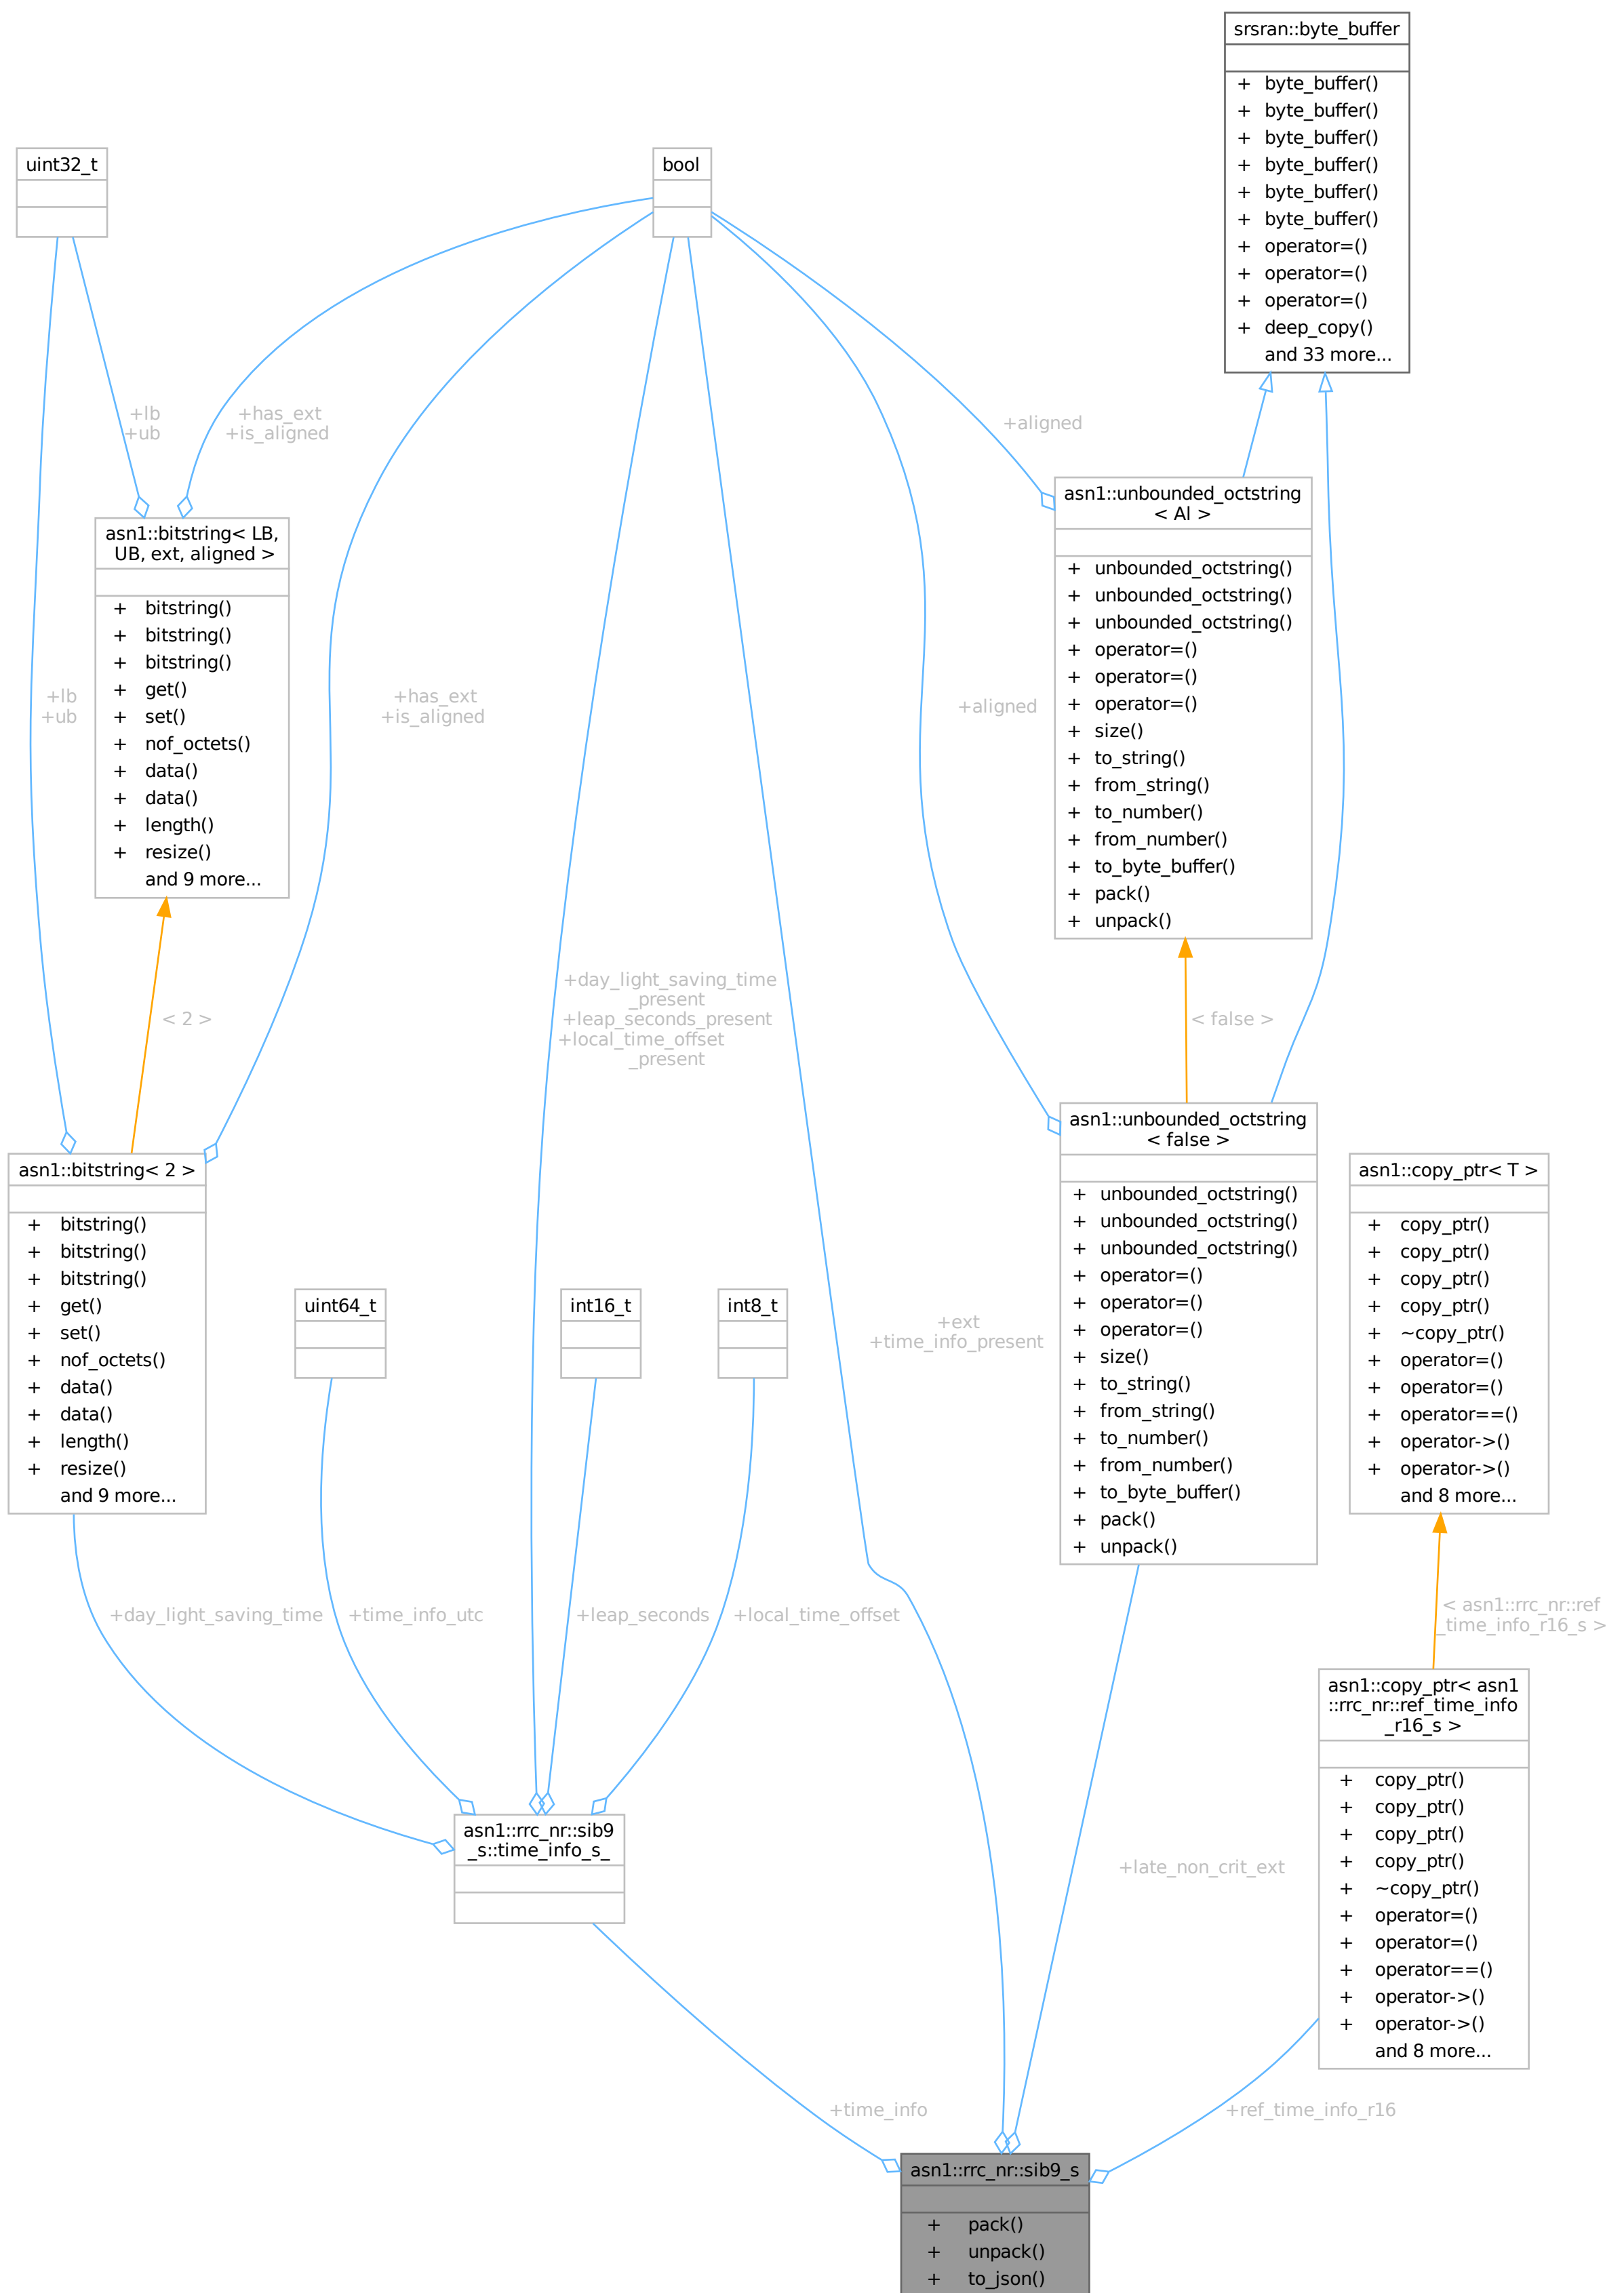 srsran::byte_buffer
+ byte_buffer()
+ byte_buffer()
+ byte_buffer()
+ byte_buffer()
+ byte_buffer()
+ byte_buffer()
+ operator=()
+ operator=()
+ operator=()
+ deep_copy()
and 33 more...
uint32_t
bool
+lb
+ub
+has_ext
+is_aligned
+aligned
asn1::unbounded_octstring
< Al >
+ unbounded_octstring()
+ unbounded_octstring()
+ unbounded_octstring()
+ operator=()
+ operator=()
+ operator=()
+ size()
+ to_string()
+ from_string()
+ to_number()
+ from_number()
+ to_byte_buffer()
+ pack()
+ unpack()
asn1::bitstring< LB,
UB, ext, aligned >
+ bitstring()
+ bitstring()
+ bitstring()
+ get()
+ set()
+ nof_octets()
+ data()
+ data()
+ length()
+ resize()
and 9 more...
+lb
+ub
+has_ext
+is_aligned
+aligned
+day_light_saving_time
_present
+leap_seconds_present
+local_time_offset
_present
< 2 >
< false >
asn1::unbounded_octstring
< false >
+ unbounded_octstring()
+ unbounded_octstring()
+ unbounded_octstring()
+ operator=()
+ operator=()
+ operator=()
+ size()
+ to_string()
+ from_string()
+ to_number()
+ from_number()
+ to_byte_buffer()
+ pack()
+ unpack()
asn1::bitstring< 2 >
+ bitstring()
+ bitstring()
+ bitstring()
+ get()
+ set()
+ nof_octets()
+ data()
+ data()
+ length()
+ resize()
and 9 more...
asn1::copy_ptr< T >
+ copy_ptr()
+ copy_ptr()
+ copy_ptr()
+ copy_ptr()
+ ~copy_ptr()
+ operator=()
+ operator=()
+ operator==()
+ operator->()
+ operator->()
and 8 more...
uint64_t
int16_t
int8_t
+ext
+time_info_present
+day_light_saving_time
+time_info_utc
+leap_seconds
+local_time_offset
< asn1::rrc_nr::ref
_time_info_r16_s >
asn1::copy_ptr< asn1
::rrc_nr::ref_time_info
_r16_s >
+ copy_ptr()
+ copy_ptr()
+ copy_ptr()
+ copy_ptr()
+ ~copy_ptr()
+ operator=()
+ operator=()
+ operator==()
+ operator->()
+ operator->()
and 8 more...
asn1::rrc_nr::sib9
_s::time_info_s_
+late_non_crit_ext
+time_info
+ref_time_info_r16
asn1::rrc_nr::sib9_s
+ pack()
+ unpack()
+ to_json()